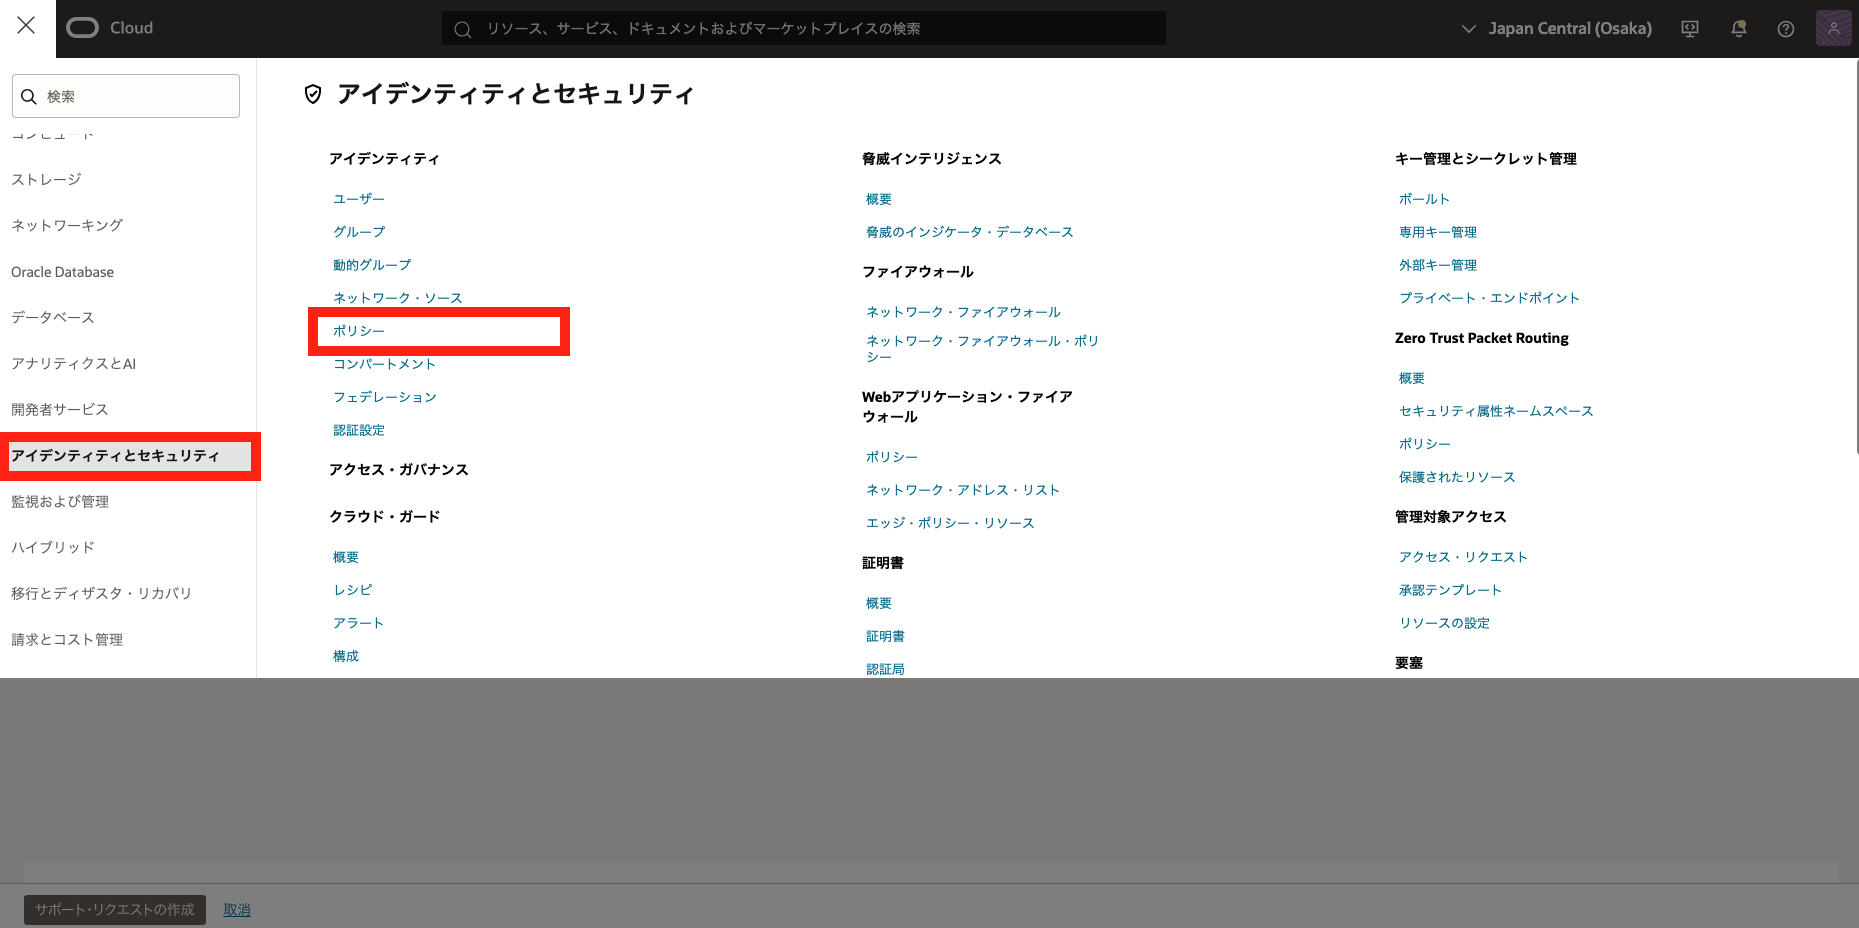 Cloud
リソース、サービス、ドキュメントおよびマーケットプレイスの検索
Japan Central (Osaka)
検索
コンピュート
ストレージ
ネットワーキング
Oracle Database
データベース
アナリティクスとAI
開発者サービス
アイデンティティとセキュリティ
監視および管理
ハイブリッド
移行とディザスタ・リカバリ
請求とコスト管理
アイデンティティとセキュリティ
アイデンティティ
ユーザー
グループ
動的グループ
ネットワーク・ソース
ポリシー
コンパートメント
フェデレーション
認証設定
アクセス・ガバナンス
クラウド・ガード
概要
レシピ
アラート
構成
脅威インテリジェンス
概要
脅威のインジケータ・データベース
ファイアウォール
ネットワーク・ファイアウォール
ネットワーク・ファイアウォール・ポリ
シー
Webアプリケーション・ファイア
ウォール
ポリシー
ネットワーク・アドレス・リスト
エッジ・ポリシー・リソース
証明書
概要
証明書
認証局
キー管理とシークレット管理
ボールト
専用キー管理
外部キー管理
プライベート・エンドポイント
Zero Trust Packet Routing
概要
セキュリティ属性ネームスペース
ポリシー
保護されたリソース
管理対象アクセス
アクセス・リクエスト
承認テンプレート
リソースの設定
要塞
サポート・リクエストの作成
取消